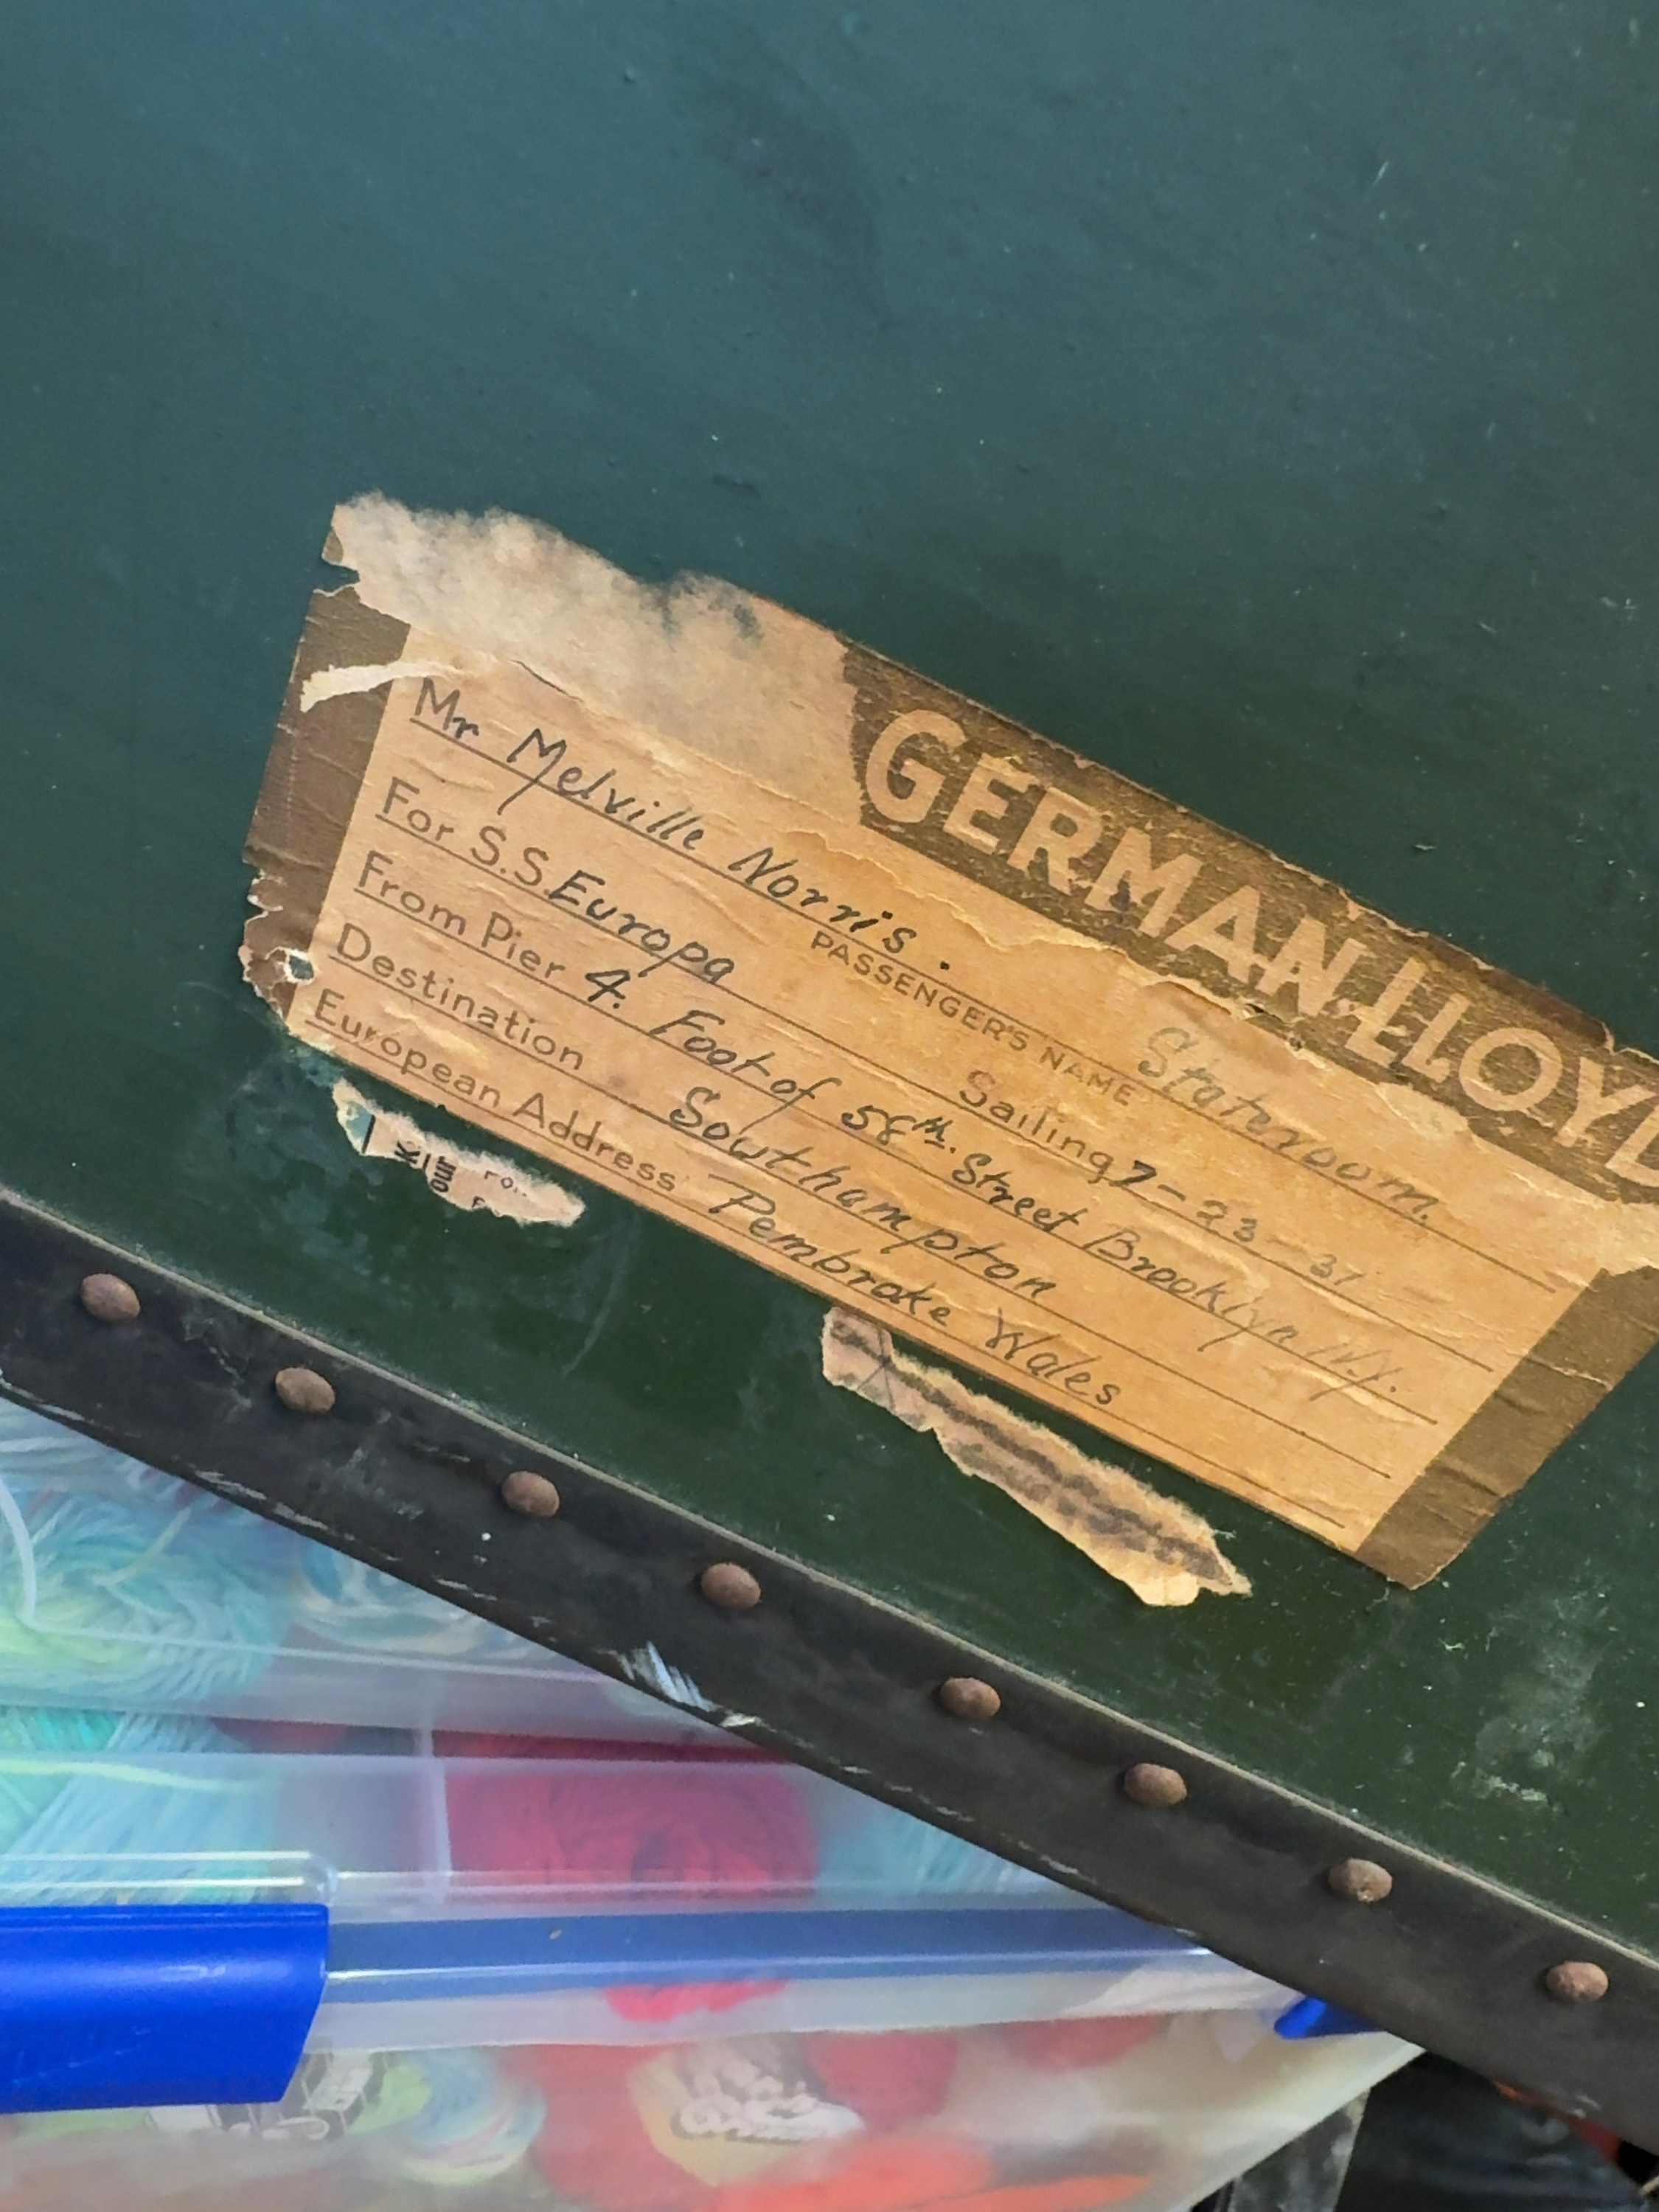 GERMAN LLOYD
Stateroom.
Mr Melville Norris.
PASSENGER'S NAME
For S.S. Europa Sailing 7-23-31
From Pier 4. Foot of 58th. Street Brooklyn N.Y.
Destination Southampton
European Address Pembroke Wales